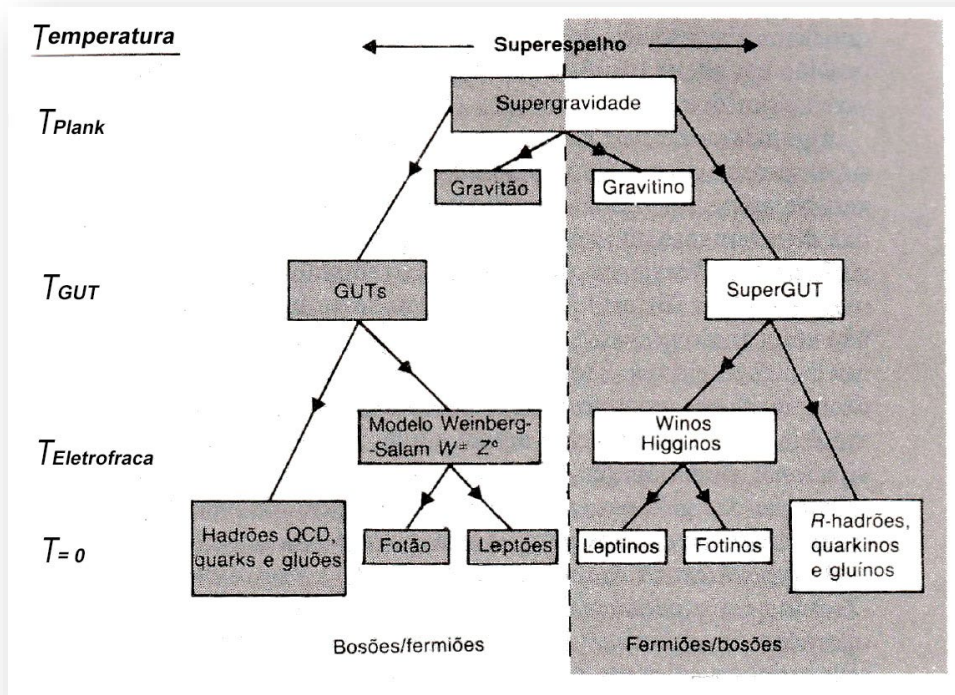 Temperatura
Superespelho
TPlank
Supergravidade
Gravitão
Gravitino
TGUT
GUTs
SuperGUT
TEletrofraca
Modelo Weinberg-
-Salam W= Z°
Winos
Higginos
T= 0
Hadrões QCD,
quarks e gluões
Fotão
Leptões
Leptinos
Fotinos
R-hadrões,
quarkinos
e gluínos
Bosões/fermiões
Fermiões/bosões